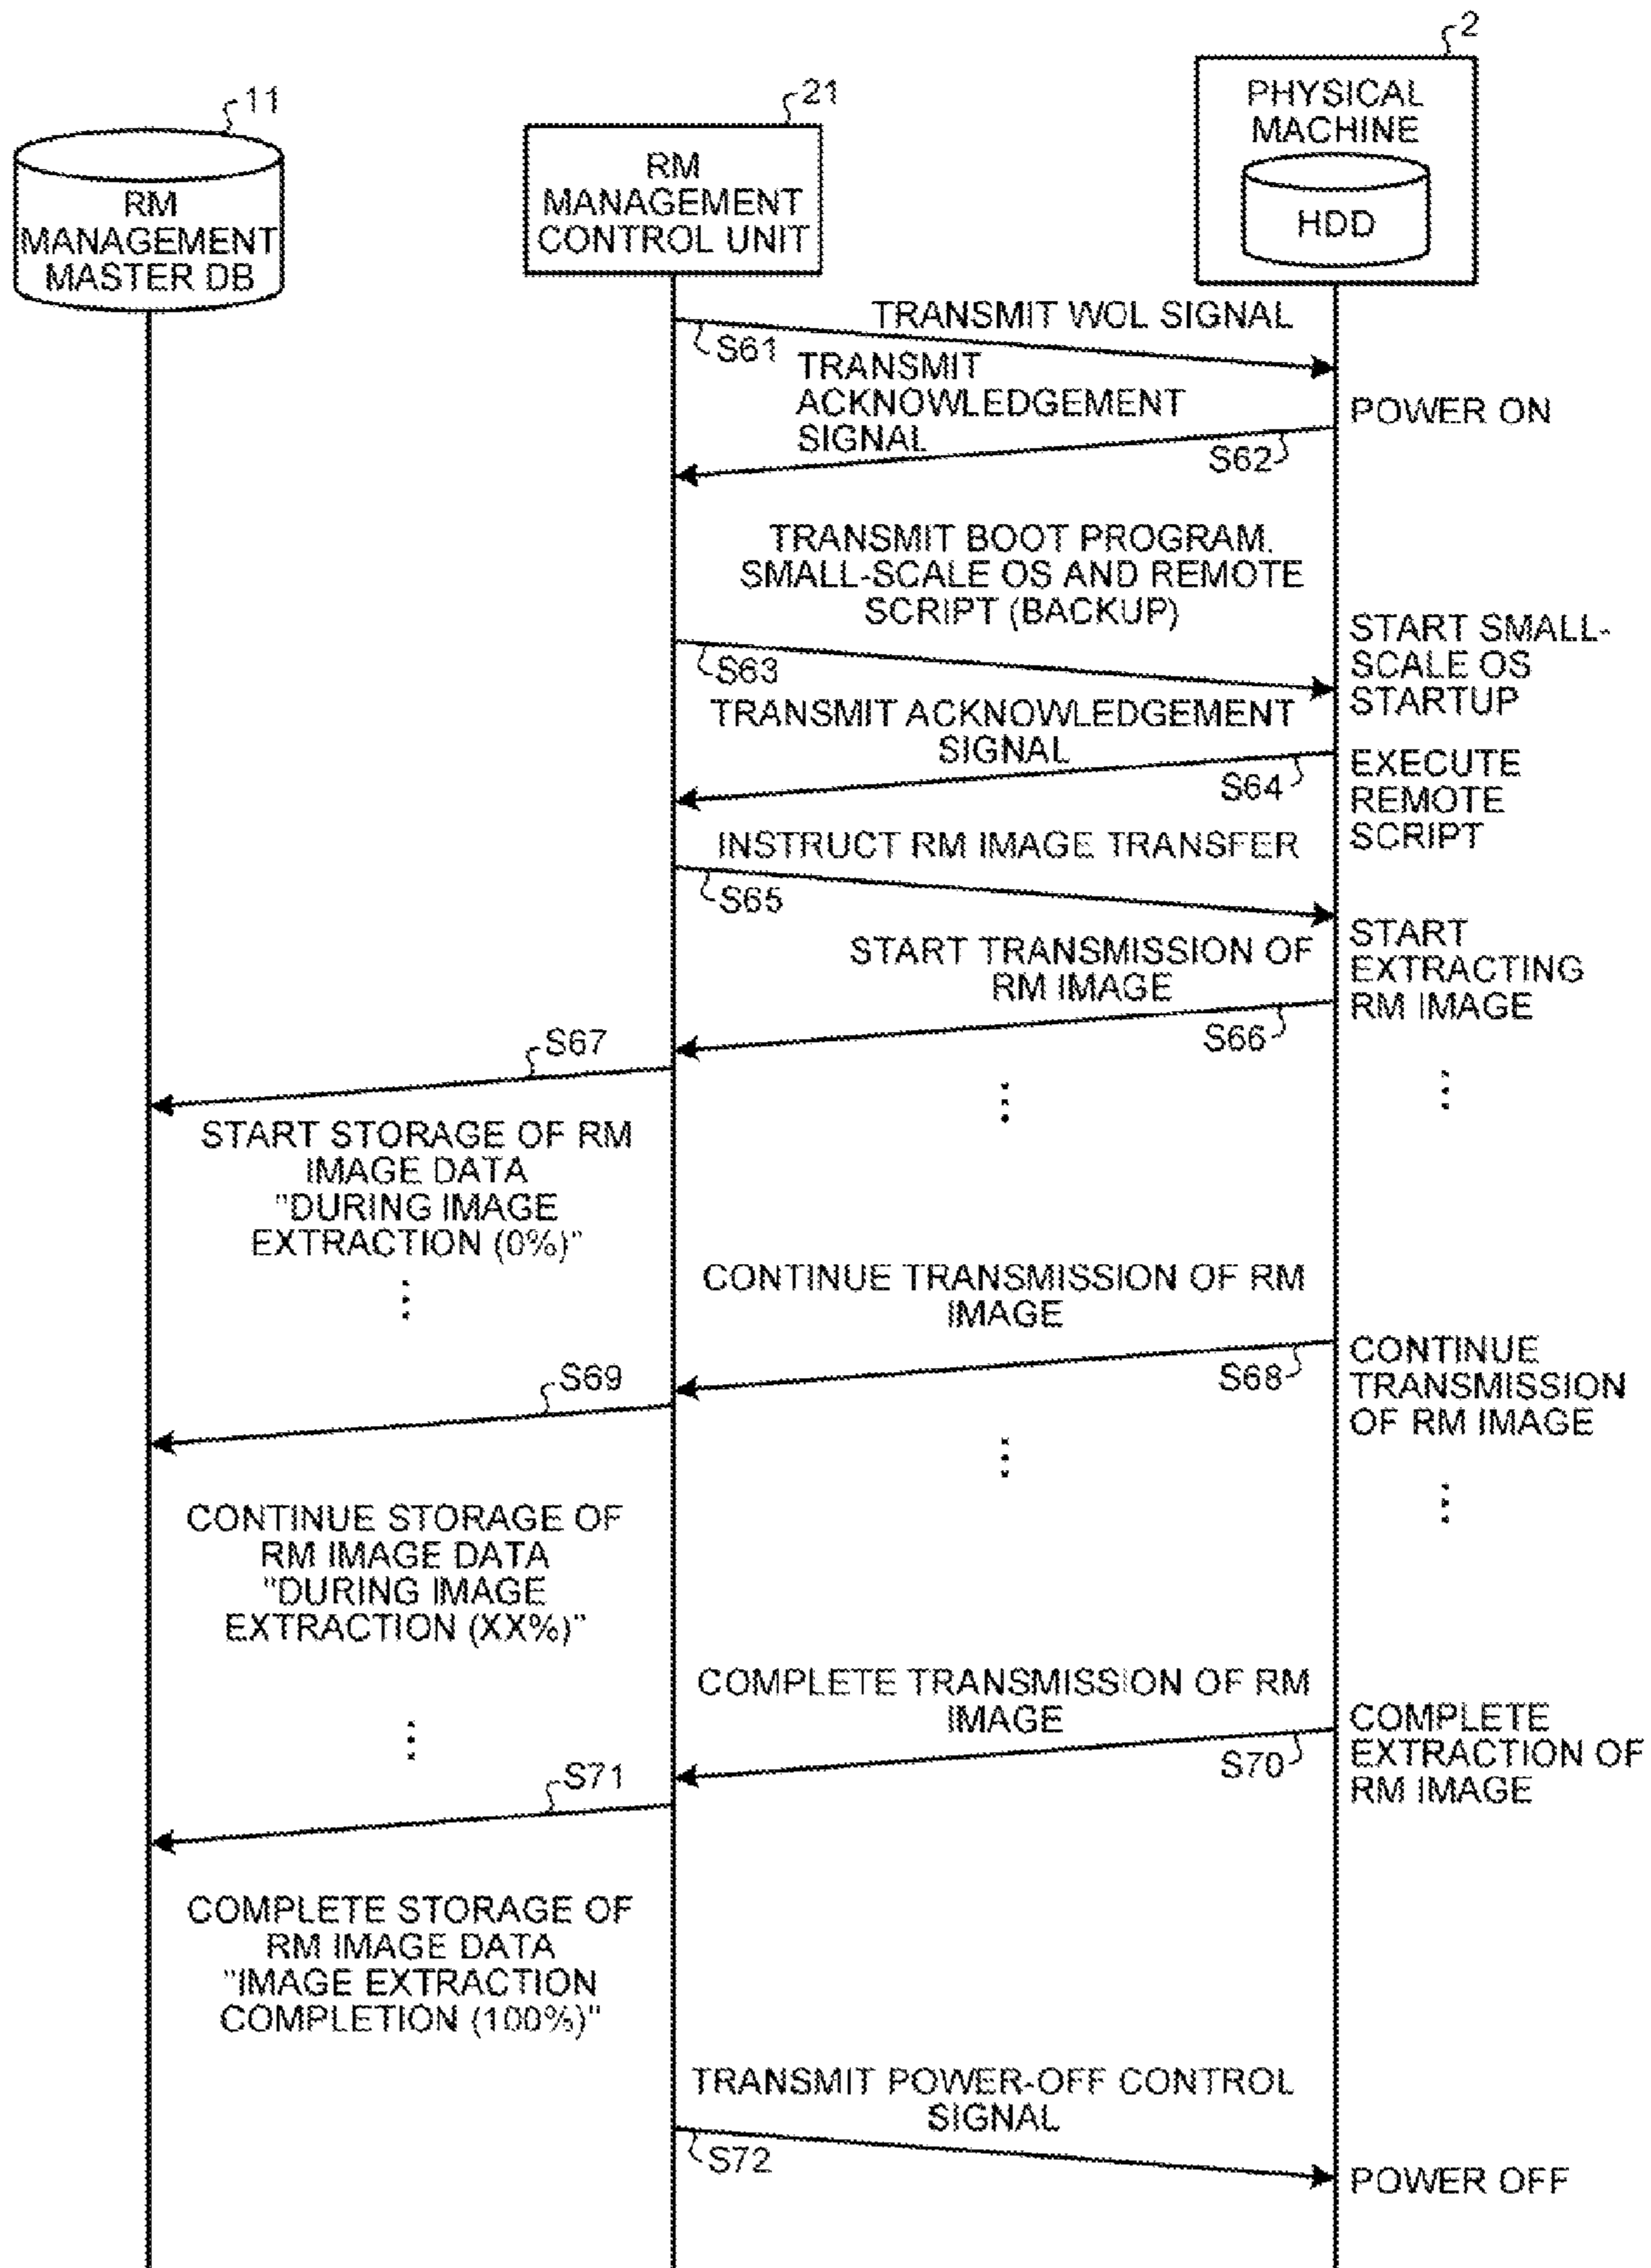 2
11
21
PHYSICAL
MACHINE
HDD
RM
MANAGEMENT
MASTER DB
RM
MANAGEMENT
CONTROL UNIT
TRANSMIT WOL SIGNAL
S61
TRANSMIT
ACKNOWLEDGEMENT
SIGNAL
POWER ON
S62
TRANSMIT BOOT PROGRAM,
SMALL-SCALE OS AND REMOTE
SCRIPT (BACKUP)
S63
START SMALL-
SCALE OS
STARTUP
TRANSMIT ACKNOWLEDGEMENT
SIGNAL
S64
EXECUTE
REMOTE
SCRIPT
INSTRUCT RM IMAGE TRANSFER
S65
START TRANSMISSION OF
RM IMAGE
START
EXTRACTING
RM IMAGE
S66
S67
START STORAGE OF RM
IMAGE DATA
"DURING IMAGE
EXTRACTION (0%)"
CONTINUE TRANSMISSION OF RM
IMAGE
S68
CONTINUE
TRANSMISSION
OF RM IMAGE
S69
CONTINUE STORAGE OF
RM IMAGE DATA
"DURING IMAGE
EXTRACTION (XX%)"
COMPLETE TRANSMISSION OF RM
IMAGE
S70
COMPLETE
EXTRACTION OF
RM IMAGE
S71
COMPLETE STORAGE OF
RM IMAGE DATA
"IMAGE EXTRACTION
COMPLETION (100%)"
TRANSMIT POWER-OFF CONTROL
SIGNAL
S72
POWER OFF